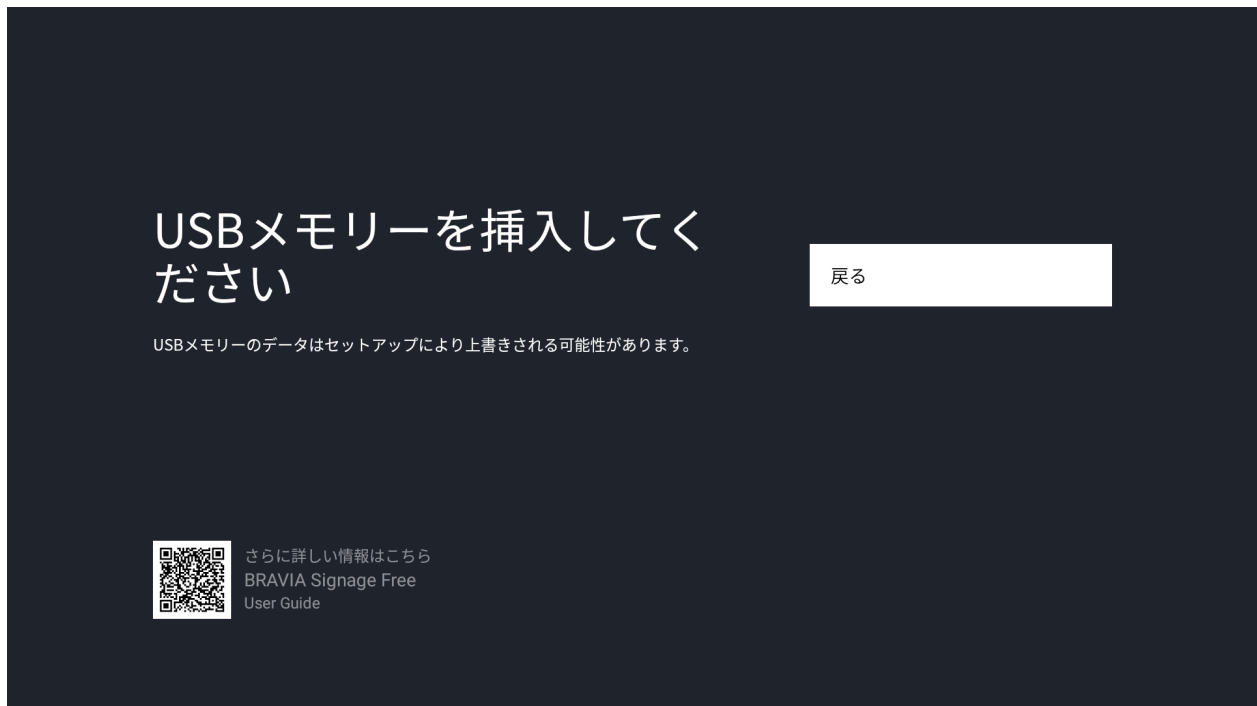 USBメモリーを挿入してく
ださい
USBメモリーのデータはセットアップにより上書きされる可能性があります。
戻る
さらに詳しい情報はこちら
BRAVIA Signage Free
User Guide